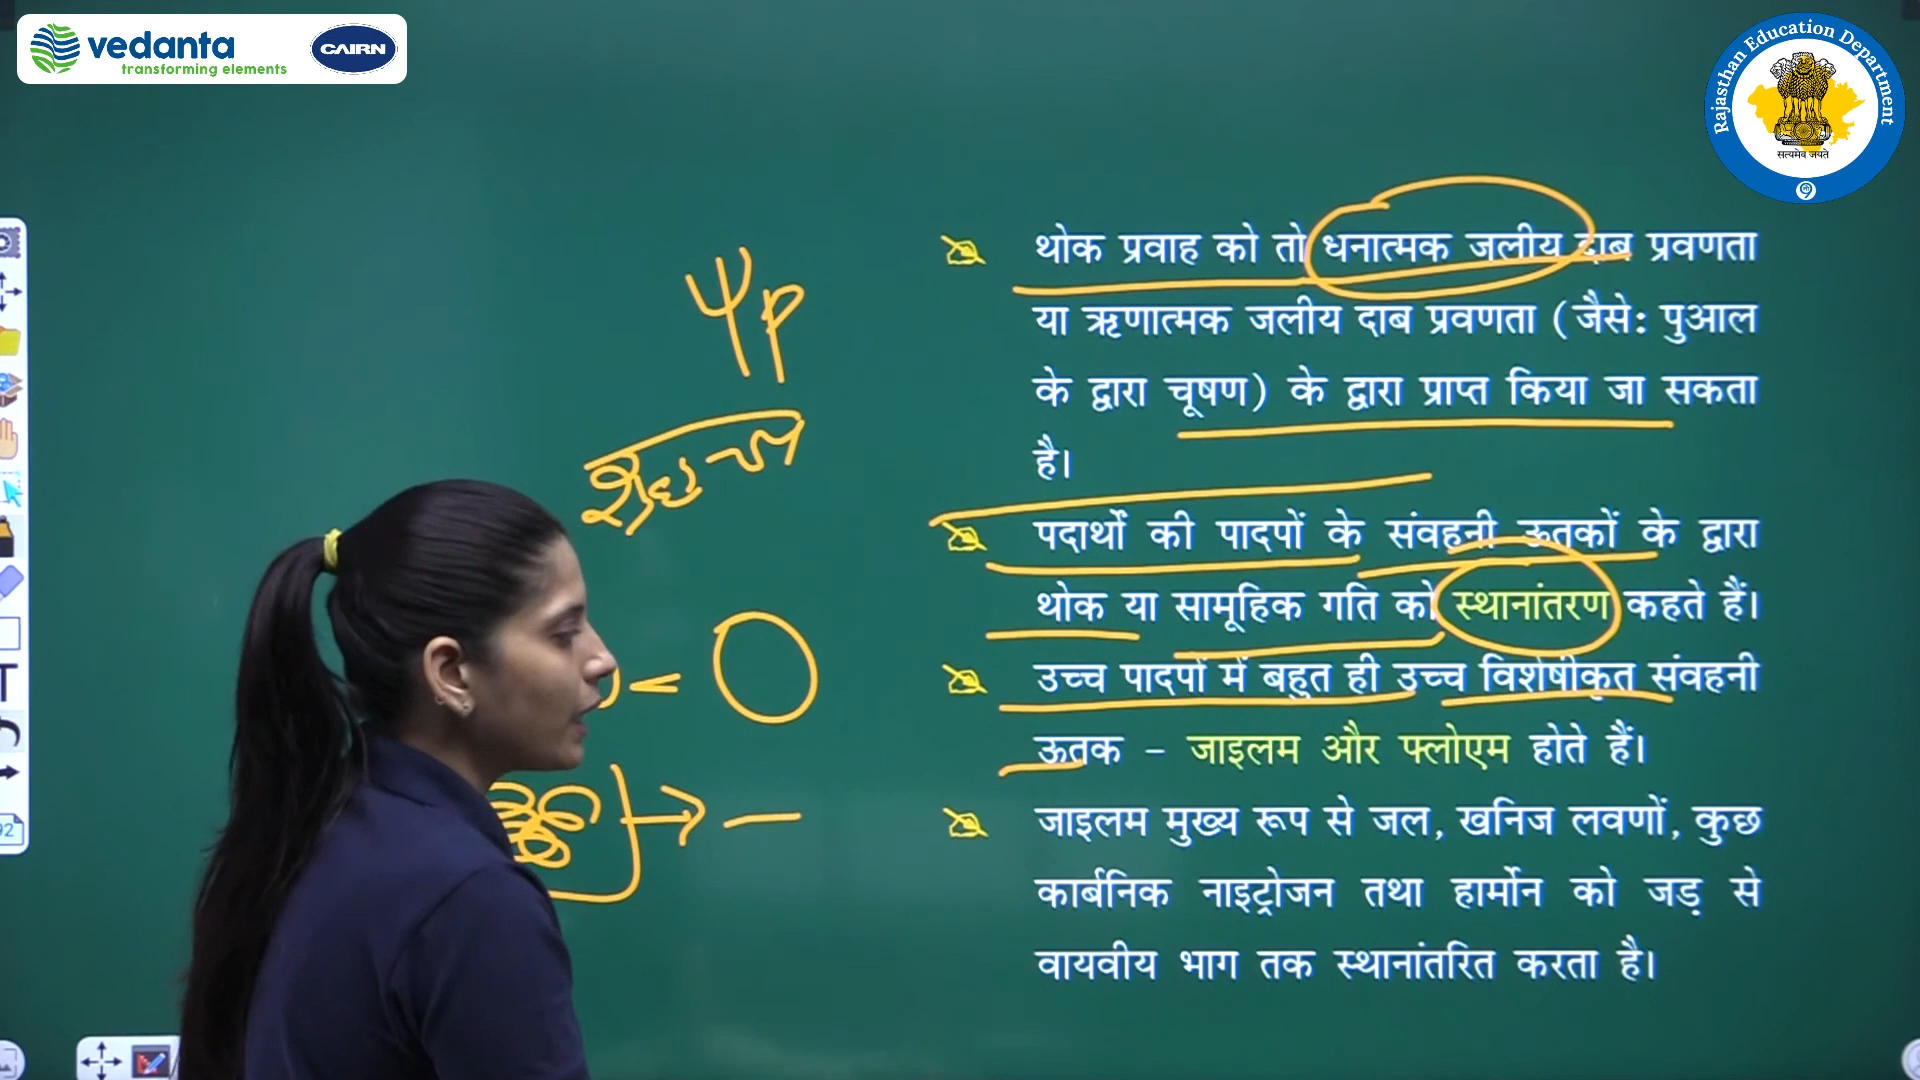 vedanta
transforming elements
CAIRN
Rajasthan Education Department
सत्यमेव जयते
थोक प्रवाह को तो धनात्मक जलीय दाब प्रवणता
या ऋणात्मक जलीय दाब प्रवणता (जैसे: पुआल
के द्वारा चूषण) के द्वारा प्राप्त किया जा सकता
है।
पदार्थों की पादपों के संवहनी ऊतकों के द्वारा
थोक या सामूहिक गति को स्थानांतरण कहते हैं।
उच्च पादपों में बहुत ही उच्च विशेषीकृत संवहनी
ऊतक – जाइलम और फ्लोएम होते हैं।
जाइलम मुख्य रूप से जल, खनिज लवणों, कुछ
कार्बनिक नाइट्रोजन तथा हार्मोन को जड़ से
वायवीय भाग तक स्थानांतरित करता है।
Ψp
92
T